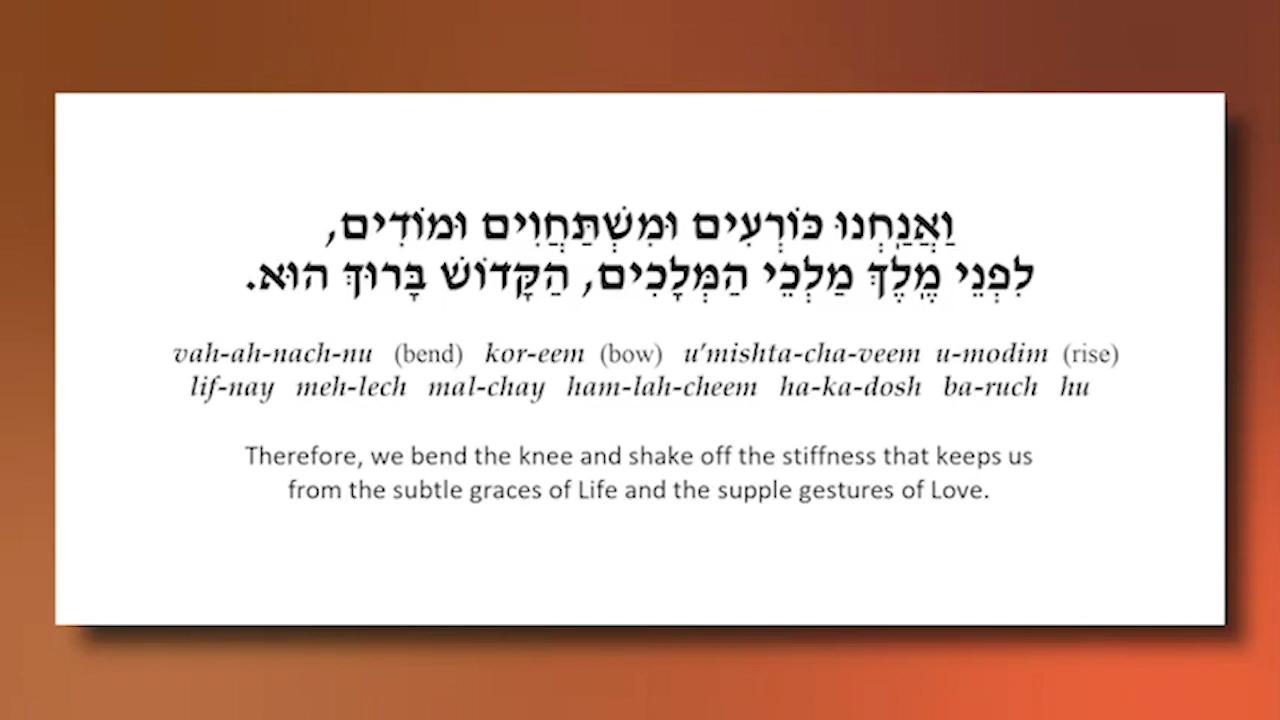 וַאֲנַֽחְנוּ כּוֹרְעִים וּמִשְׁתַּחֲוִים וּמוֹדִים,
לִפְנֵי מֶֽלֶךְ מַלְכֵי הַמְּלָכִים, הַקָּדוֹשׁ בָּרוּךְ הוּא.
vah-ah-nach-nu (bend) kor-eem (bow) u'mishta-cha-veem u-modim (rise)
lif-nay meh-lech mal-chay ham-lah-cheem ha-ka-dosh ba-ruch hu
Therefore, we bend the knee and shake off the stiffness that keeps us
from the subtle graces of Life and the supple gestures of Love.